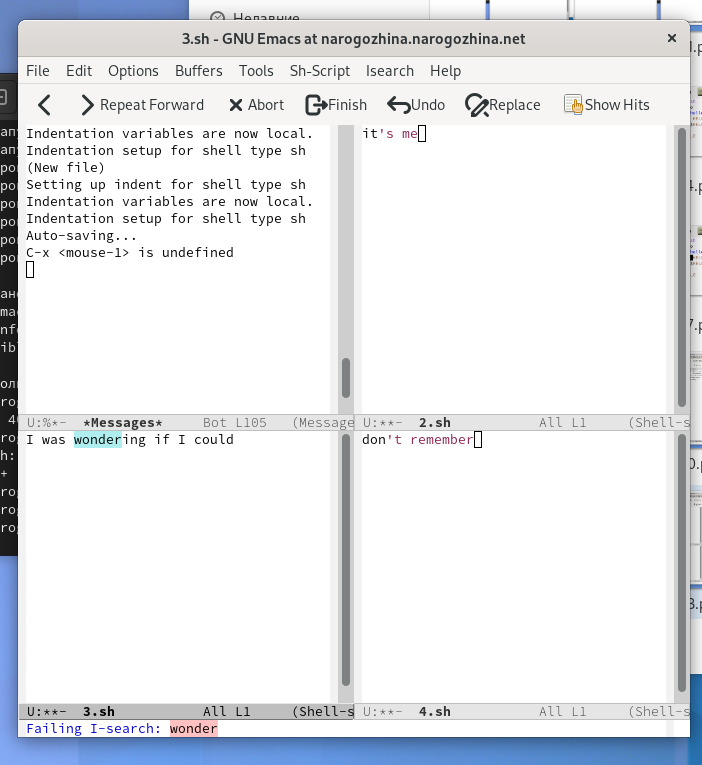 Недавние
3.sh - GNU Emacs at narogozhina.narogozhina.net
File Edit Options Buffers Tools Sh-Script Isearch Help
Repeat Forward Abort Finish Undo Replace Show Hits
Indentation variables are now local.
Indentation setup for shell type sh
(New file)
Setting up indent for shell type sh
Indentation variables are now local.
Indentation setup for shell type sh
Auto-saving...
C-x <mouse-1> is undefined
U:%*- *Messages* Bot L105 (Message
it's me
U:**- 2.sh All L1 (Shell-s
I was wondering if I could
U:**- 3.sh All L1 (Shell-s
don't remember
U:**- 4.sh All L1 (Shell-s
Failing I-search: wonder